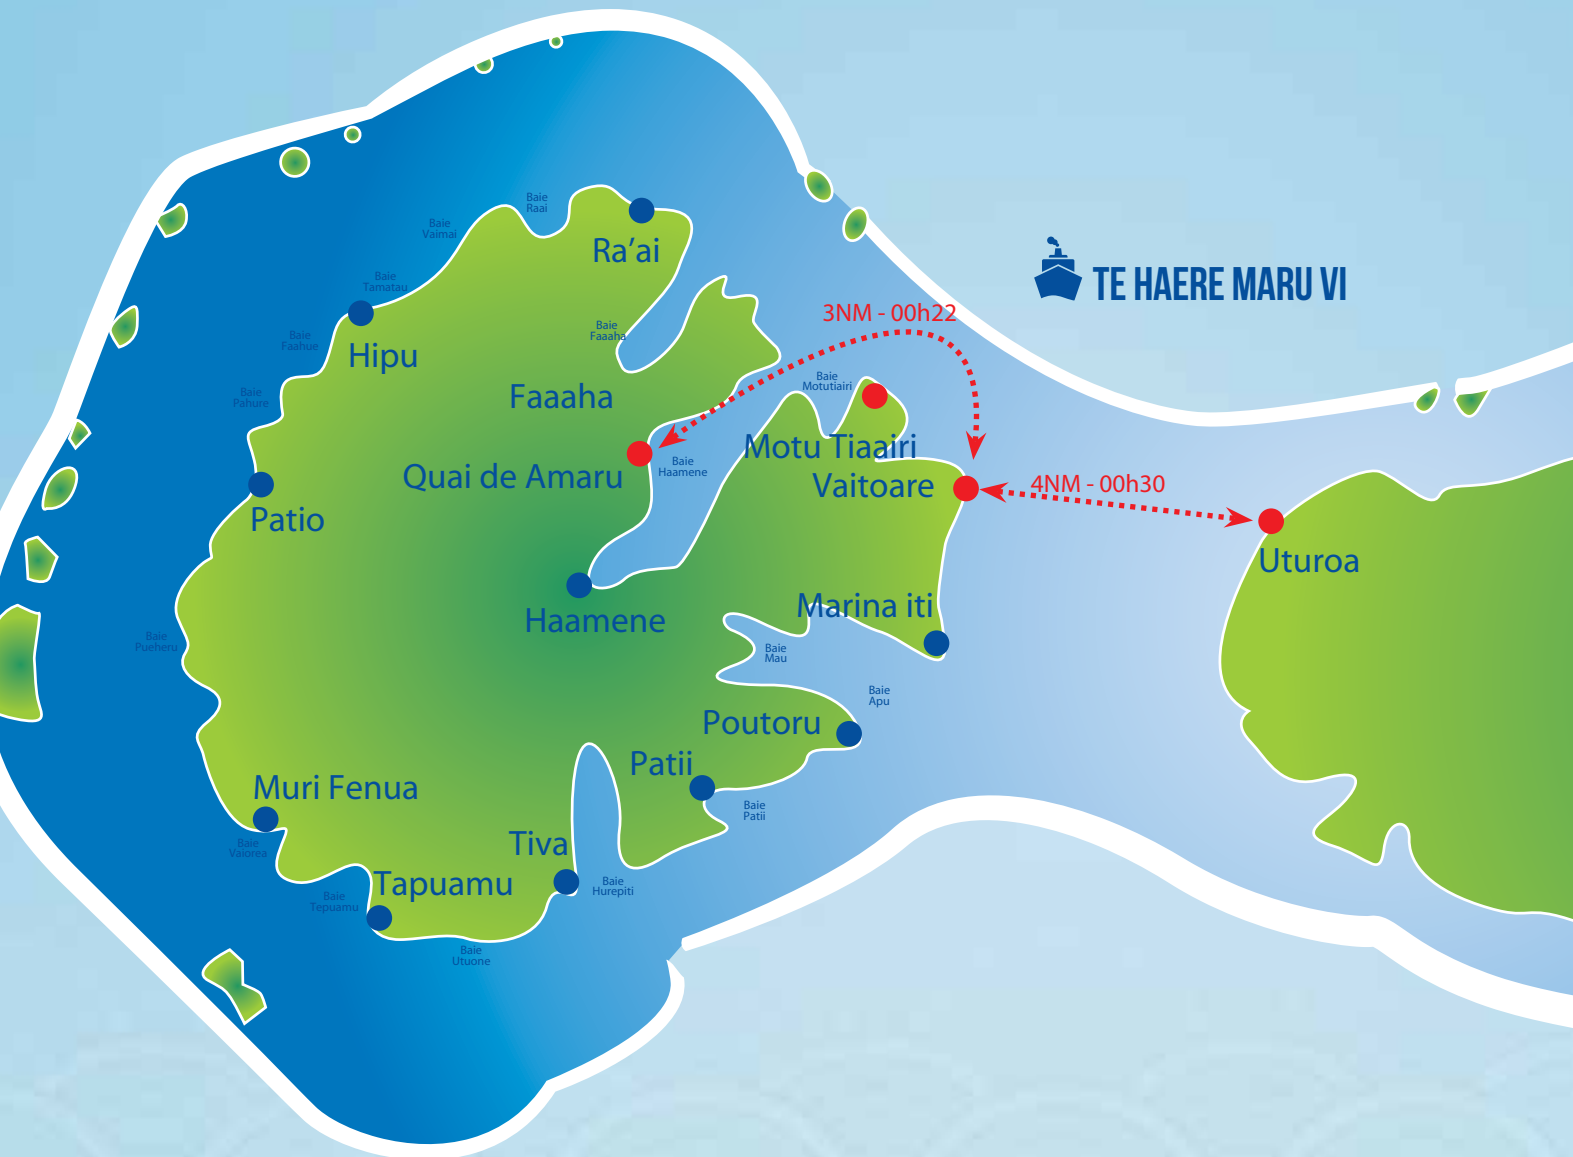 Baie
Raai
Baie
Vaimai
Ra'ai
Baie
Tamatau
TE HAERE MARU VI
3NM - 00h22
Baie
Faaaha
Baie
Faahue
Hipu
Baie
Motutiairi
Baie
Pahure
Faaaha
Motu Tiaairi
Baie
Haamene
Quai de Amaru
Vaitoare
4NM - 00h30
Patio
Uturoa
Marina iti
Haamene
Baie
Pueheru
Baie
Mau
Baie
Apu
Poutoru
Patii
Muri Fenua
Baie
Patii
Tiva
Baie
Vaiorea
Tapuamu
Baie
Hurepiti
Baie
Tepuamu
Baie
Utuone